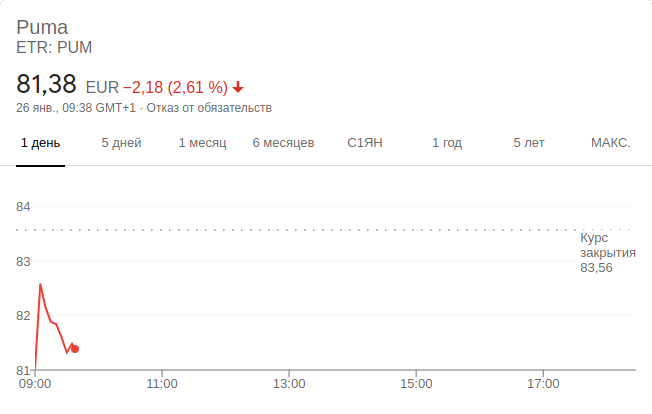 Puma
ETR: PUM
81,38 EUR −2,18 (2,61 %)
26 янв., 09:38 GMT+1 · Отказ от обязательств
1 день 5 дней 1 месяц 6 месяцев С1ЯН 1 год 5 лет МАКС.
84
83
82
81
Курс
закрытия
83,56
09:00 11:00 13:00 15:00 17:00